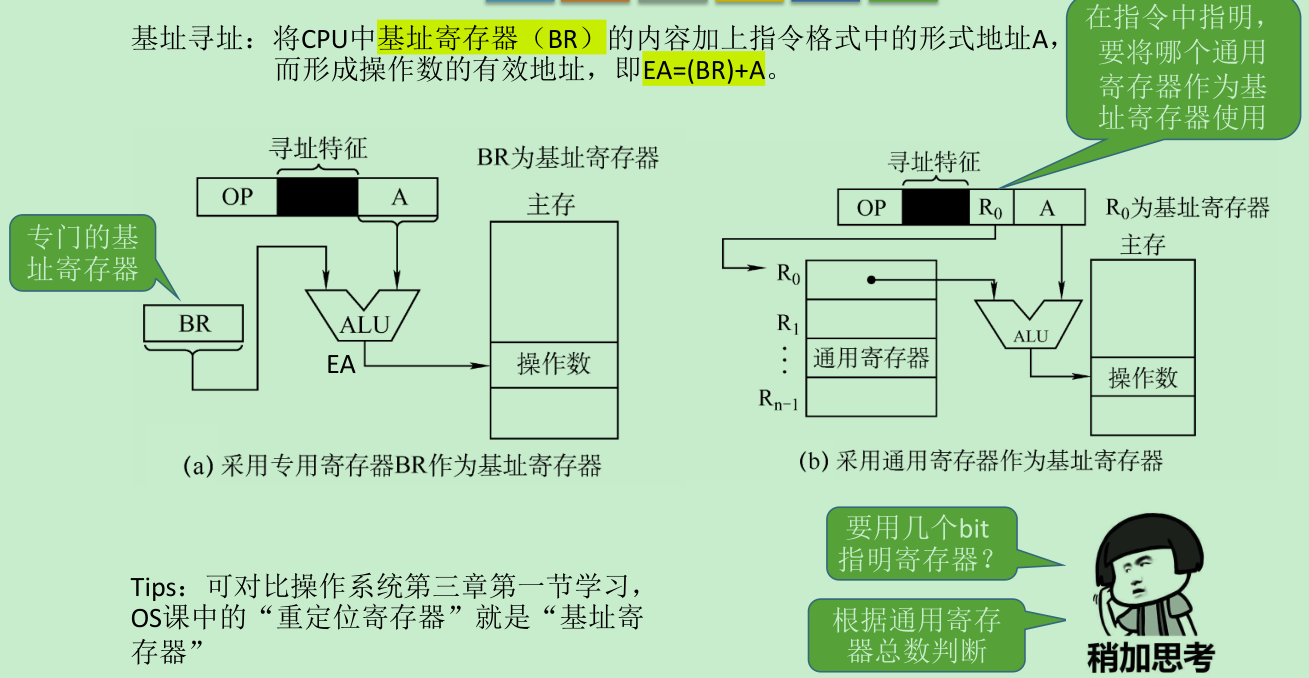 基址寻址：将CPU中基址寄存器（BR）的内容加上指令格式中的形式地址A，
而形成操作数的有效地址，即EA=(BR)+A。
在指令中指明，
要将哪个通用
寄存器作为基
址寄存器使用
寻址特征
OP
A
BR为基址寄存器
主存
专门的基
址寄存器
BR
ALU
EA
操作数
(a) 采用专用寄存器BR作为基址寄存器
寻址特征
OP
R₀
A
R₀为基址寄存器
主存
R₀
R₁
⋮
Rₙ₋₁
通用寄存器
ALU
操作数
(b) 采用通用寄存器作为基址寄存器
要用几个bit
指明寄存器？
根据通用寄存
器总数判断
稍加思考
Tips：可对比操作系统第三章第一节学习，
OS课中的“重定位寄存器”就是“基址寄
存器”